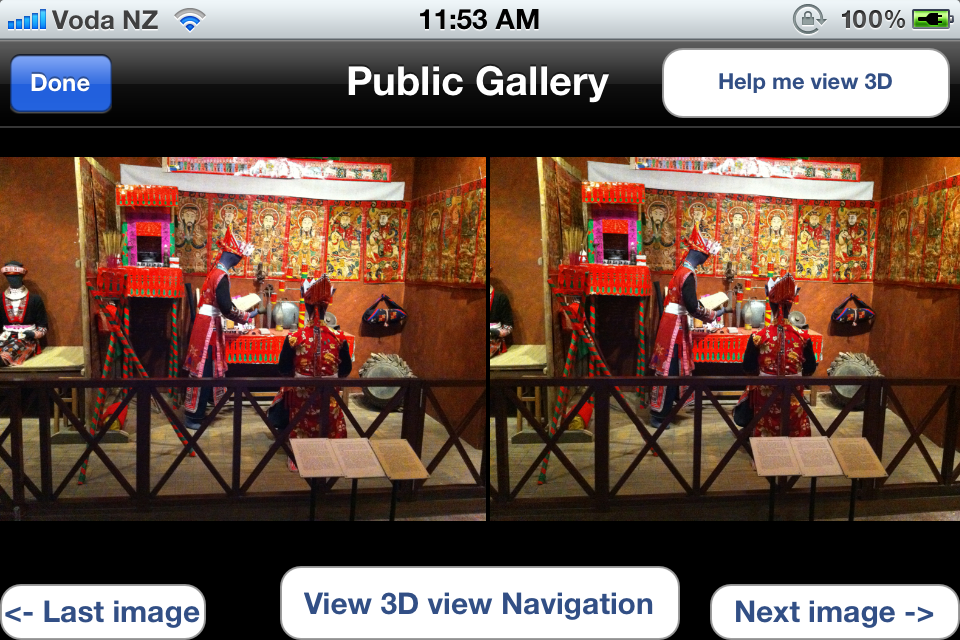 Voda NZ 11:53 AM 100%
Done Public Gallery Help me view 3D
<- Last image View 3D view Navigation Next image ->